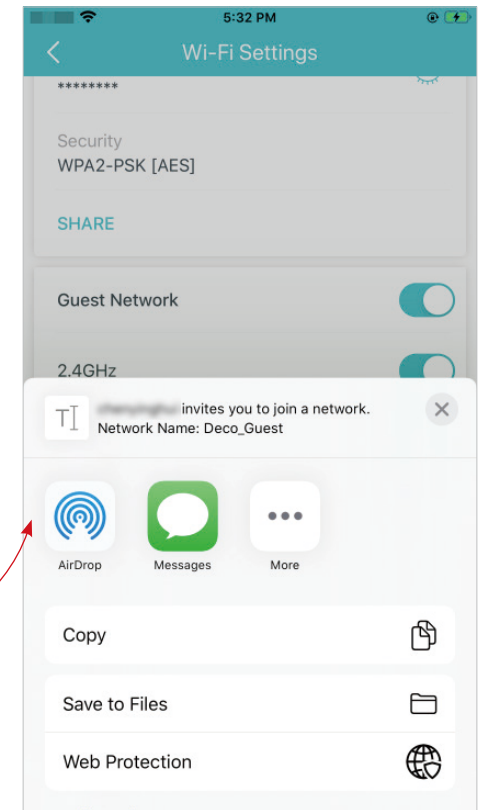 5:32 PM
Wi-Fi Settings
********
Security
WPA2-PSK [AES]
SHARE
Guest Network
2.4GHz
invites you to join a network.
Network Name: Deco_Guest
AirDrop
Messages
More
Copy
Save to Files
Web Protection